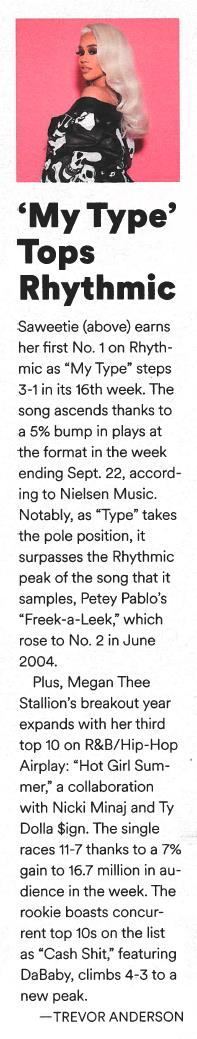 ‘My Type’
Tops
Rhythmic
Saweetie (above) earns
her first No. 1 on Rhyth-
mic as “My Type” steps
3-1 in its 16th week. The
song ascends thanks to
a 5% bump in plays at
the format in the week
ending Sept. 22, accord-
ing to Nielsen Music.
Notably, as “Type” takes
the pole position, it
surpasses the Rhythmic
peak of the song that it
samples, Petey Pablo’s
“Freek-a-Leek,” which
rose to No. 2 in June
2004.
Plus, Megan Thee
Stallion’s breakout year
expands with her third
top 10 on R&B/Hip-Hop
Airplay: “Hot Girl Sum-
mer,” a collaboration
with Nicki Minaj and Ty
Dolla $ign. The single
races 11-7 thanks to a 7%
gain to 16.7 million in au-
dience in the week. The
rookie boasts concur-
rent top 10s on the list
as “Cash Shit,” featuring
DaBaby, climbs 4-3 to a
new peak.
—TREVOR ANDERSON